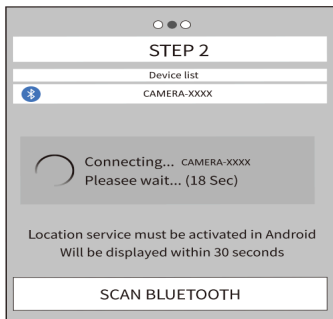 STEP 2
Device list
CAMERA-XXXX
Connecting... CAMERA-XXXX
Pleasee wait... (18 Sec)
Location service must be activated in Android
Will be displayed within 30 seconds
SCAN BLUETOOTH